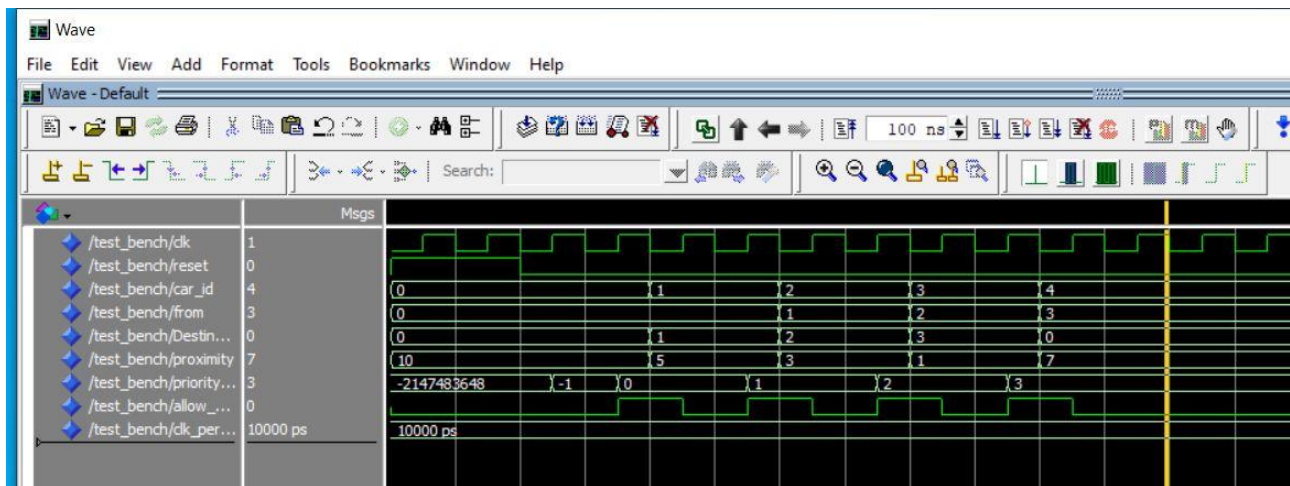 Wave
File Edit View Add Format Tools Bookmarks Window Help
Wave - Default
100 ns
Search:
Msgs
/test_bench/clk 1
/test_bench/reset 0
/test_bench/car_id 4 0 1 2 3 4
/test_bench/from 3 0 1 2 3
/test_bench/Destin... 0 0 1 2 3 0
/test_bench/proximity 7 10 5 3 1 7
/test_bench/priority... 3 -2147483648 -1 0 1 2 3
/test_bench/allow_... 0
/test_bench/clk_per... 10000 ps 10000 ps